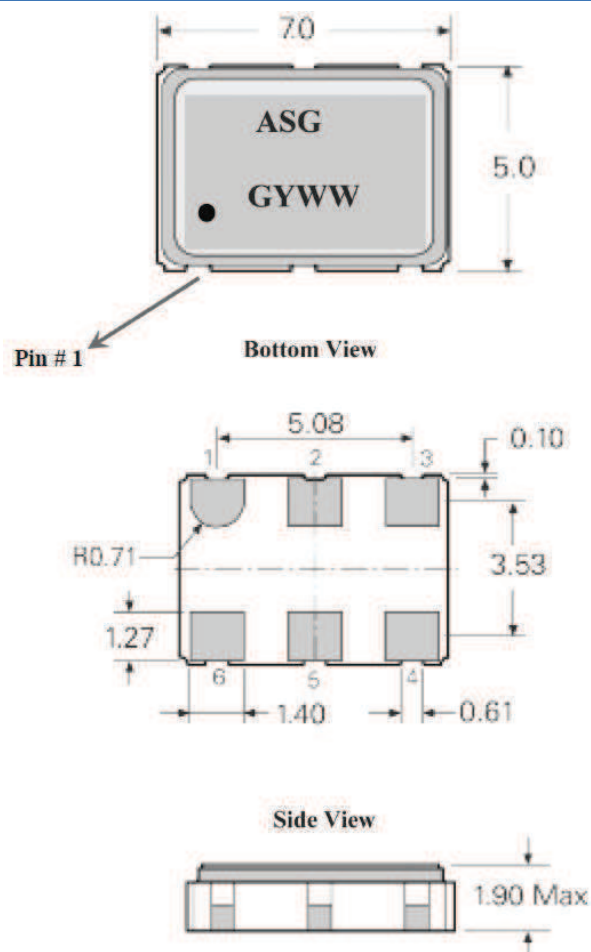 7.0
ASG
GYWW
5.0
Pin # 1
Bottom View
5.08
0.10
1 2 3
R0.71
3.53
1.27
6 5 4
1.40
0.61
Side View
1.90 Max